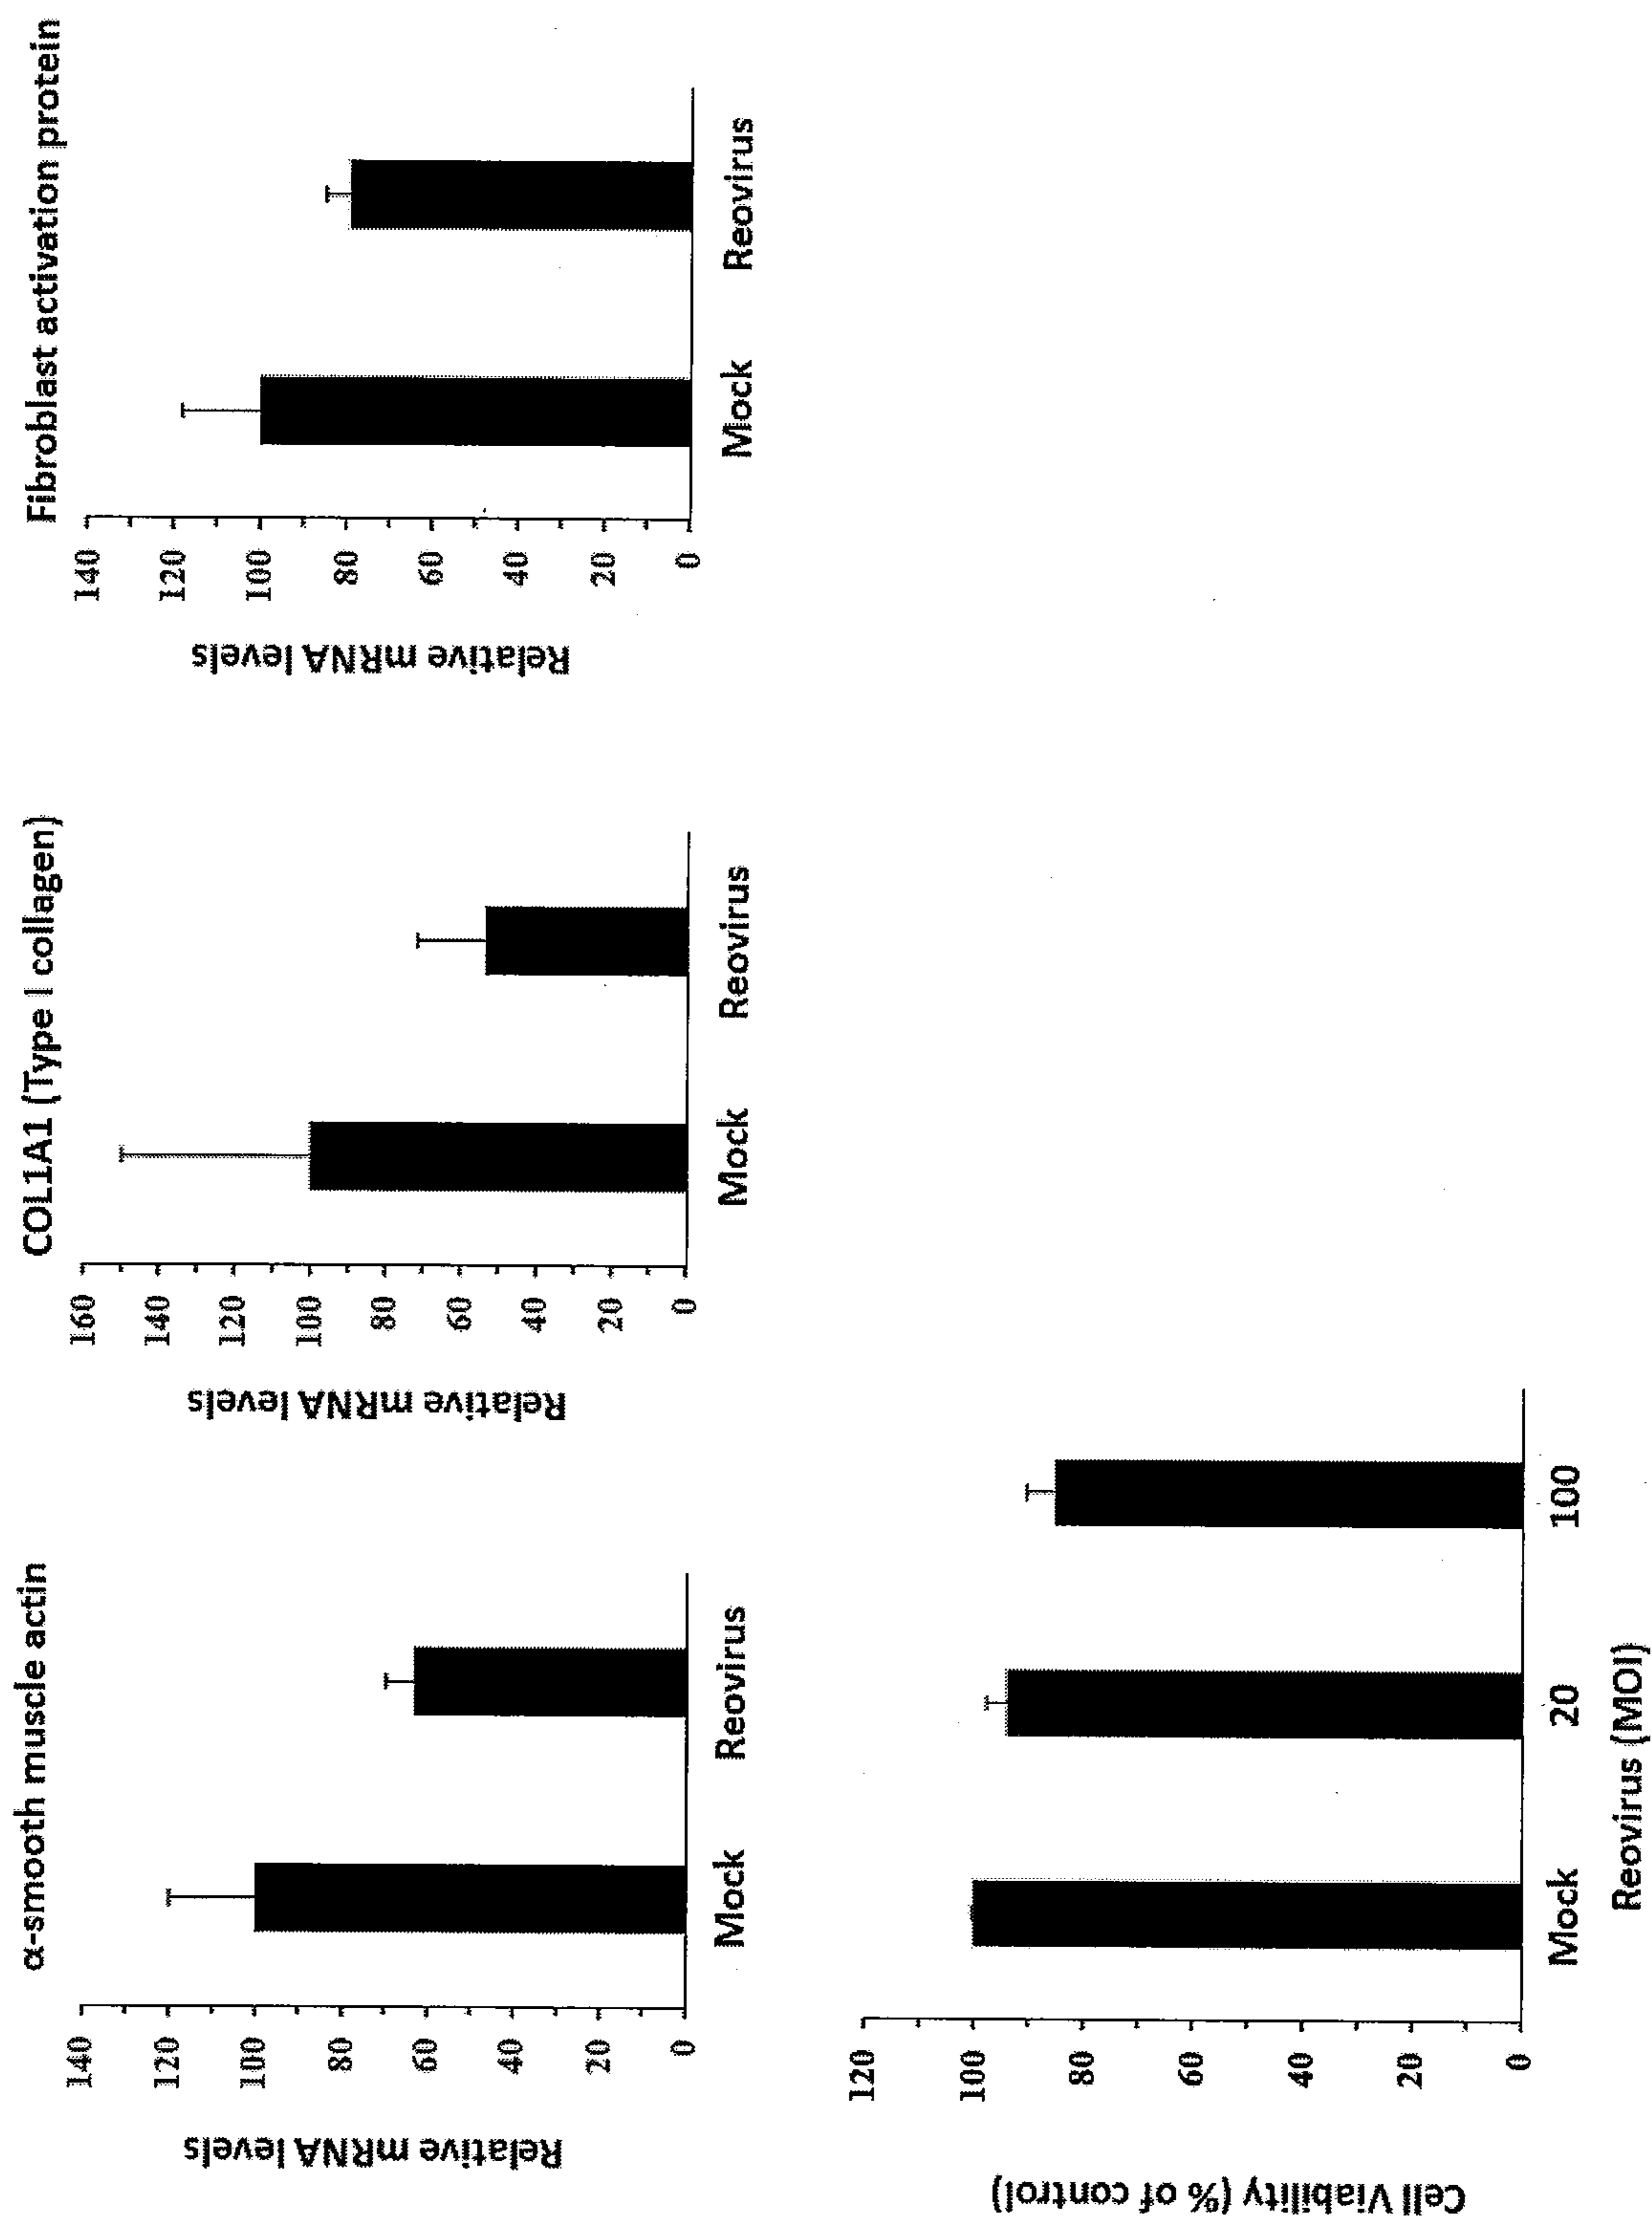 α-smooth muscle actin
Relative mRNA levels
140
120
100
80
60
40
20
0
Mock Reovirus
COL1A1 (Type I collagen)
Relative mRNA levels
160
140
120
100
80
60
40
20
0
Mock Reovirus
Fibroblast activation protein
Relative mRNA levels
140
120
100
80
60
40
20
0
Mock Reovirus
Cell Viability (% of control)
120
100
80
60
40
20
0
Mock 20 100
Reovirus (MOI)